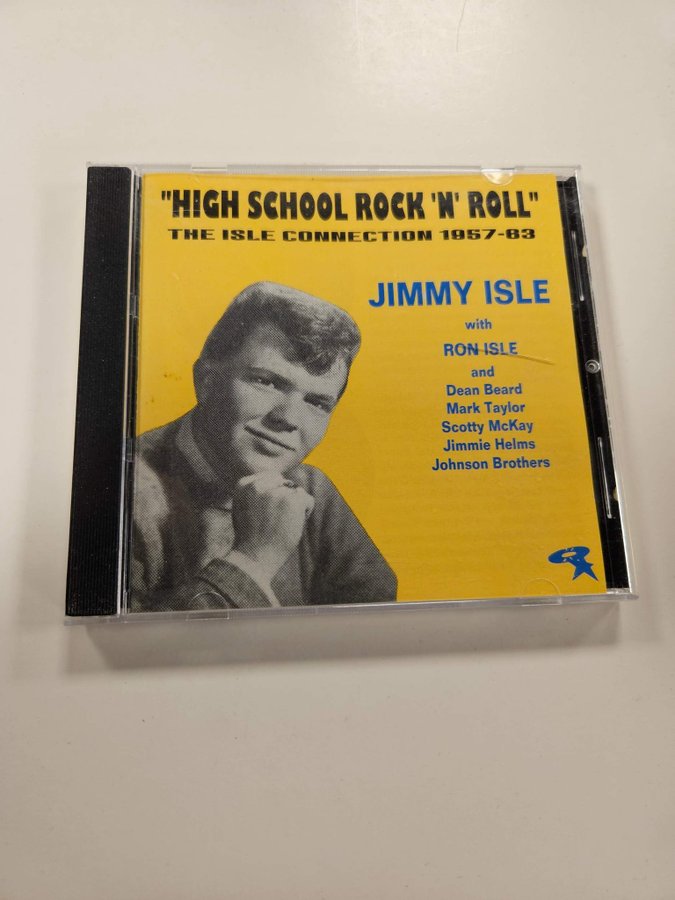 "HIGH SCHOOL ROCK 'N' ROLL"
THE ISLE CONNECTION 1957-63
JIMMY ISLE
with
RON ISLE
and
Dean Beard
Mark Taylor
Scotty McKay
Jimmie Helms
Johnson Brothers